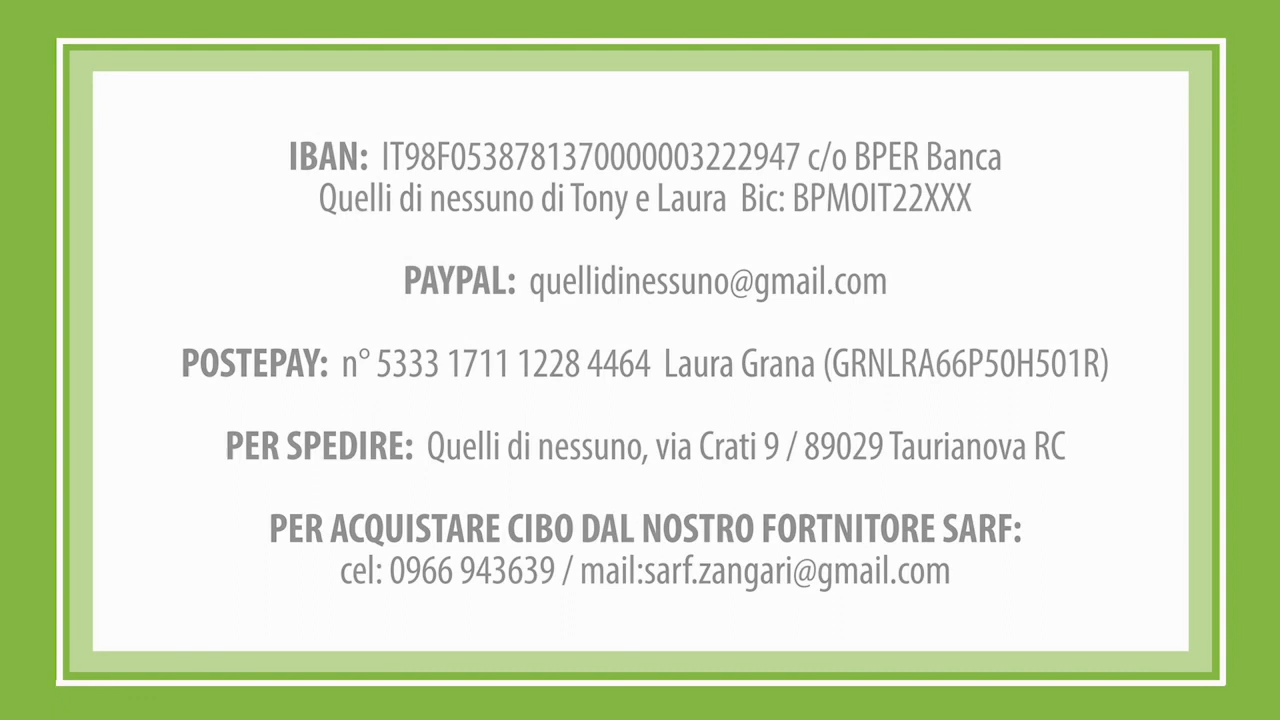 IBAN: IT98F0538781370000003222947 c/o BPER Banca
Quelli di nessuno di Tony e Laura Bic: BPMOIT22XXX
PAYPAL: quellidinessuno@gmail.com
POSTEPAY: n° 5333 1711 1228 4464 Laura Grana (GRNLRA66P50H501R)
PER SPEDIRE: Quelli di nessuno, via Crati 9 / 89029 Taurianova RC
PER ACQUISTARE CIBO DAL NOSTRO FORTNITORE SARF:
cel: 0966 943639 / mail:sarf.zangari@gmail.com